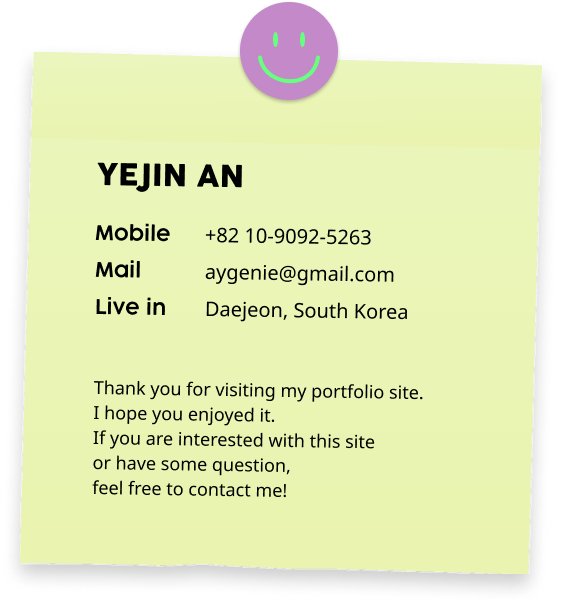 YEJIN AN
Mobile +82 10-9092-5263
Mail aygenie@gmail.com
Live in Daejeon, South Korea
Thank you for visiting my portfolio site.
I hope you enjoyed it.
If you are interested with this site
or have some question,
feel free to contact me!